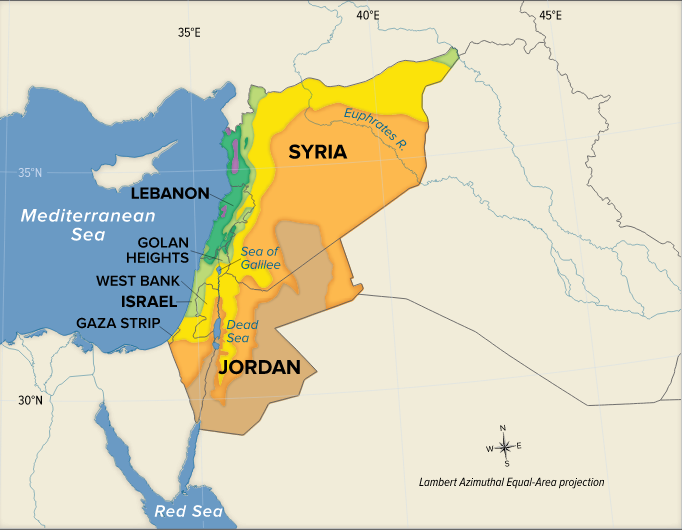 40°E
45°E
35°E
Euphrates R.
SYRIA
35°N
LEBANON
Mediterranean
Sea
GOLAN
HEIGHTS
Sea of
Galilee
WEST BANK
ISRAEL
GAZA STRIP
Dead
Sea
JORDAN
30°N
N
W
E
S
Lambert Azimuthal Equal-Area projection
Red Sea